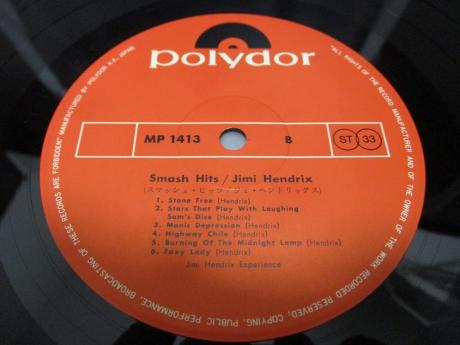 polydor
MP 1413
B
ST 33
Smash Hits / Jimi Hendrix
(スマッシュ・ヒッツ/ジミ・ヘンドリックス)
1. Stone Free (Hendrix)
2. Stars That Play With Laughing
Sam's Dice (Hendrix)
3. Manic Depression (Hendrix)
4. Highway Chile (Hendrix)
5. Burning Of The Midnight Lamp (Hendrix)
6. Foxy Lady (Hendrix)
Jimi Hendrix Experience
"ALL RIGHTS OF THE RECORD MANUFACTURER AND OF THE OWNER OF THE WORK RECORDED RESERVED, COPYING, PUBLIC PERFORMANCE, BROADCASTING OF THESE RECORDS ARE FORBIDDEN" MANUFACTURED BY POLYDOR K.K., JAPAN